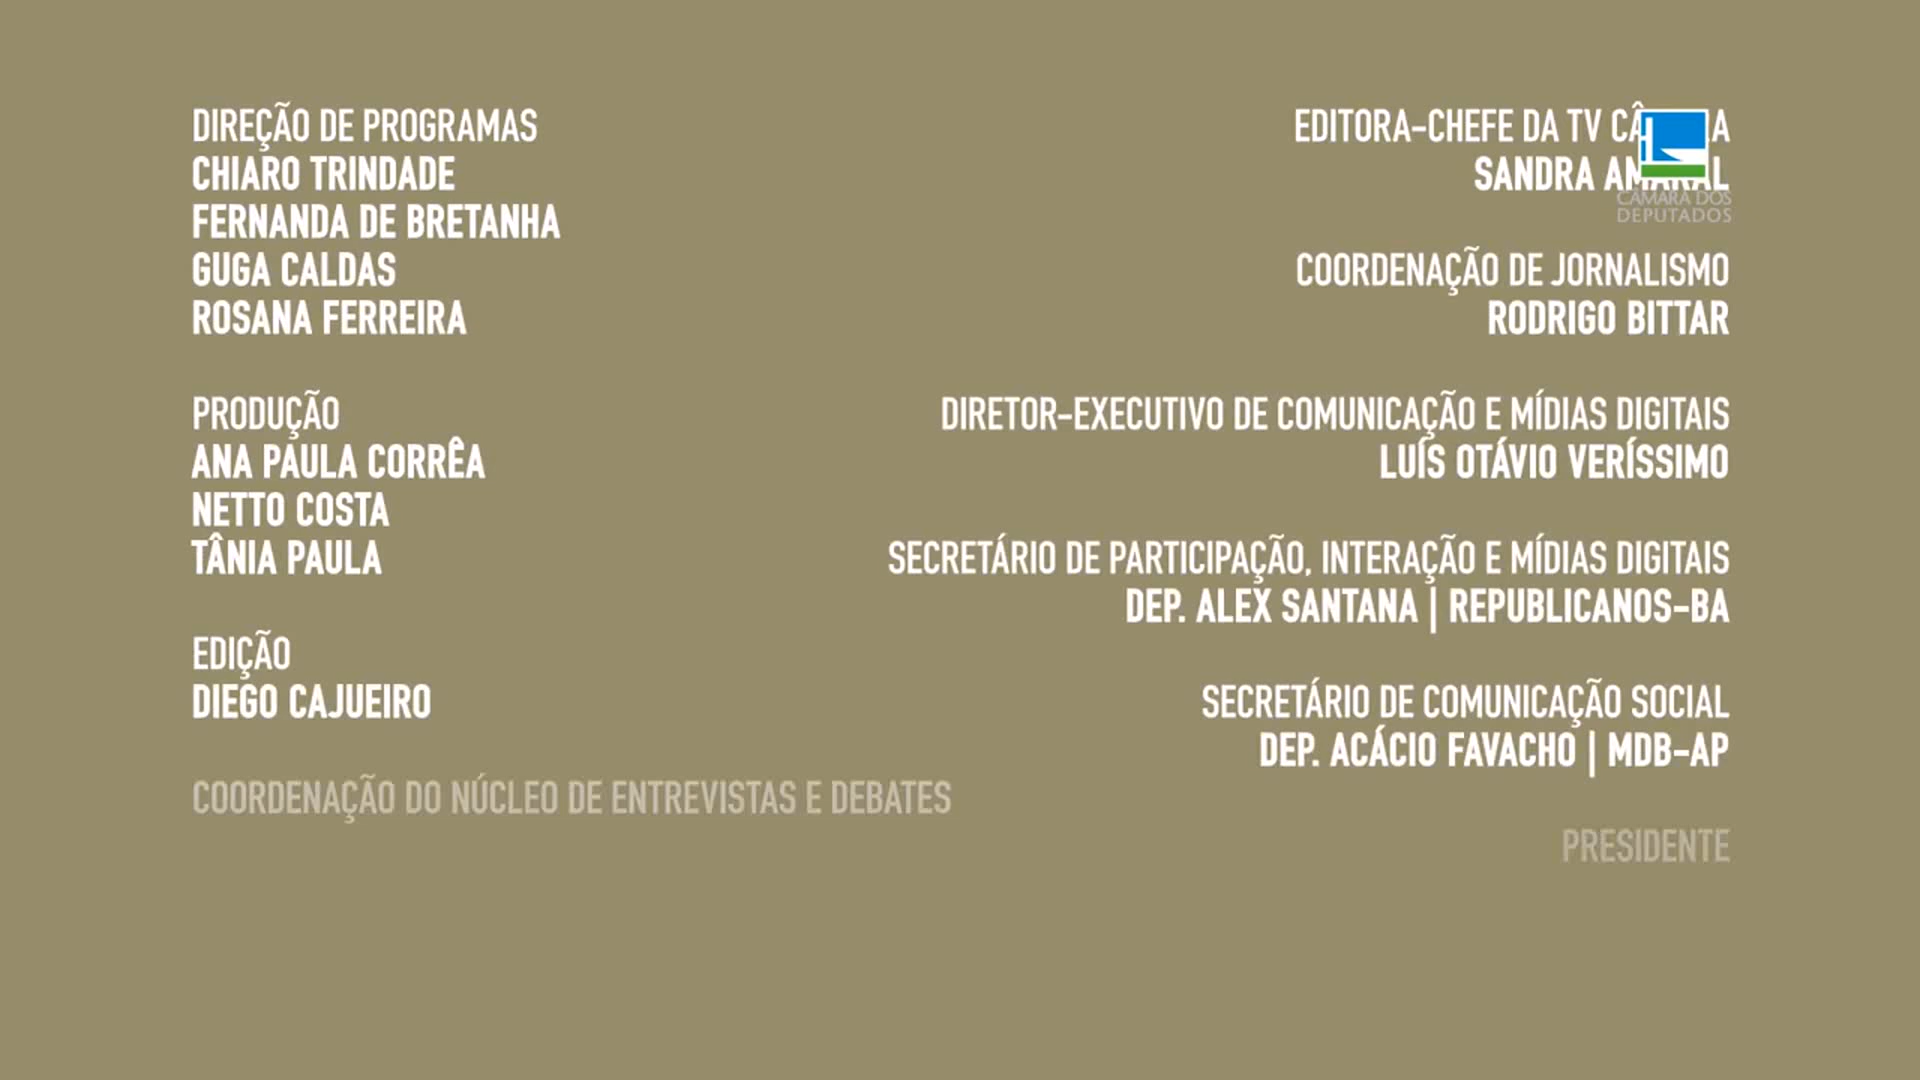 DIREÇÃO DE PROGRAMAS
CHIARO TRINDADE
FERNANDA DE BRETANHA
GUGA CALDAS
ROSANA FERREIRA
PRODUÇÃO
ANA PAULA CORRÊA
NETTO COSTA
TÂNIA PAULA
EDIÇÃO
DIEGO CAJUEIRO
COORDENAÇÃO DO NÚCLEO DE ENTREVISTAS E DEBATES
EDITORA-CHEFE DA TV CÂMARA
SANDRA AMARAL
CÂMARA DOS
DEPUTADOS
COORDENAÇÃO DE JORNALISMO
RODRIGO BITTAR
DIRETOR-EXECUTIVO DE COMUNICAÇÃO E MÍDIAS DIGITAIS
LUÍS OTÁVIO VERÍSSIMO
SECRETÁRIO DE PARTICIPAÇÃO, INTERAÇÃO E MÍDIAS DIGITAIS
DEP. ALEX SANTANA | REPUBLICANOS-BA
SECRETÁRIO DE COMUNICAÇÃO SOCIAL
DEP. ACÁCIO FAVACHO | MDB-AP
PRESIDENTE